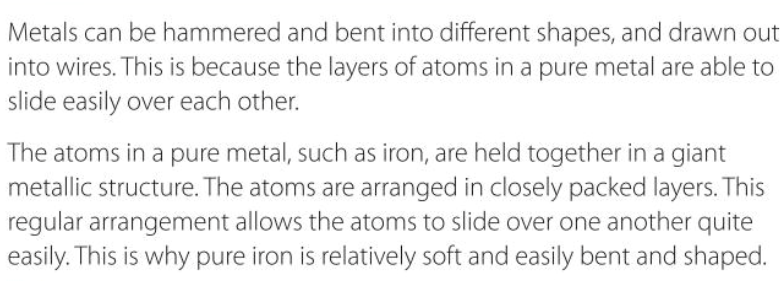 Metals can be hammered and bent into different shapes, and drawn out
into wires. This is because the layers of atoms in a pure metal are able to
slide easily over each other.
The atoms in a pure metal, such as iron, are held together in a giant
metallic structure. The atoms are arranged in closely packed layers. This
regular arrangement allows the atoms to slide over one another quite
easily. This is why pure iron is relatively soft and easily bent and shaped.